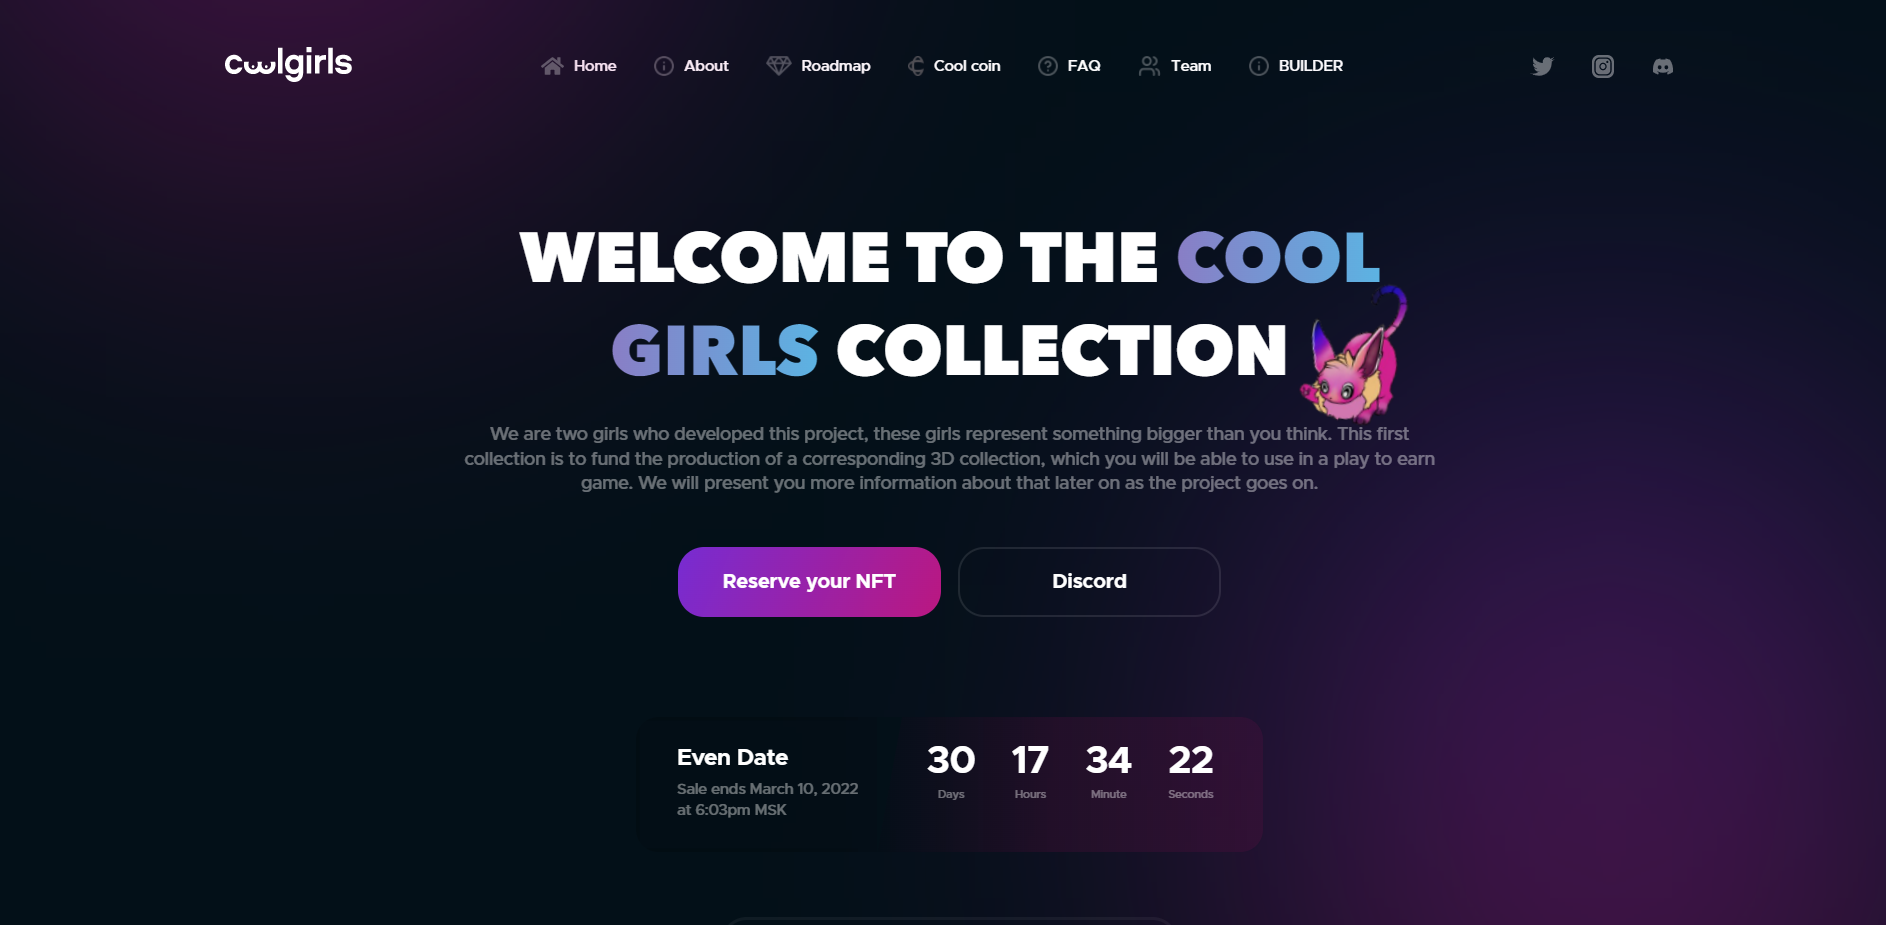 coolgirls
Home About Roadmap Cool coin FAQ Team BUILDER
WELCOME TO THE COOL
GIRLS COLLECTION
We are two girls who developed this project, these girls represent something bigger than you think. This first
collection is to fund the production of a corresponding 3D collection, which you will be able to use in a play to earn
game. We will present you more information about that later on as the project goes on.
Reserve your NFT Discord
Even Date
Sale ends March 10, 2022
at 6:03pm MSK
30 17 34 22
Days Hours Minute Seconds